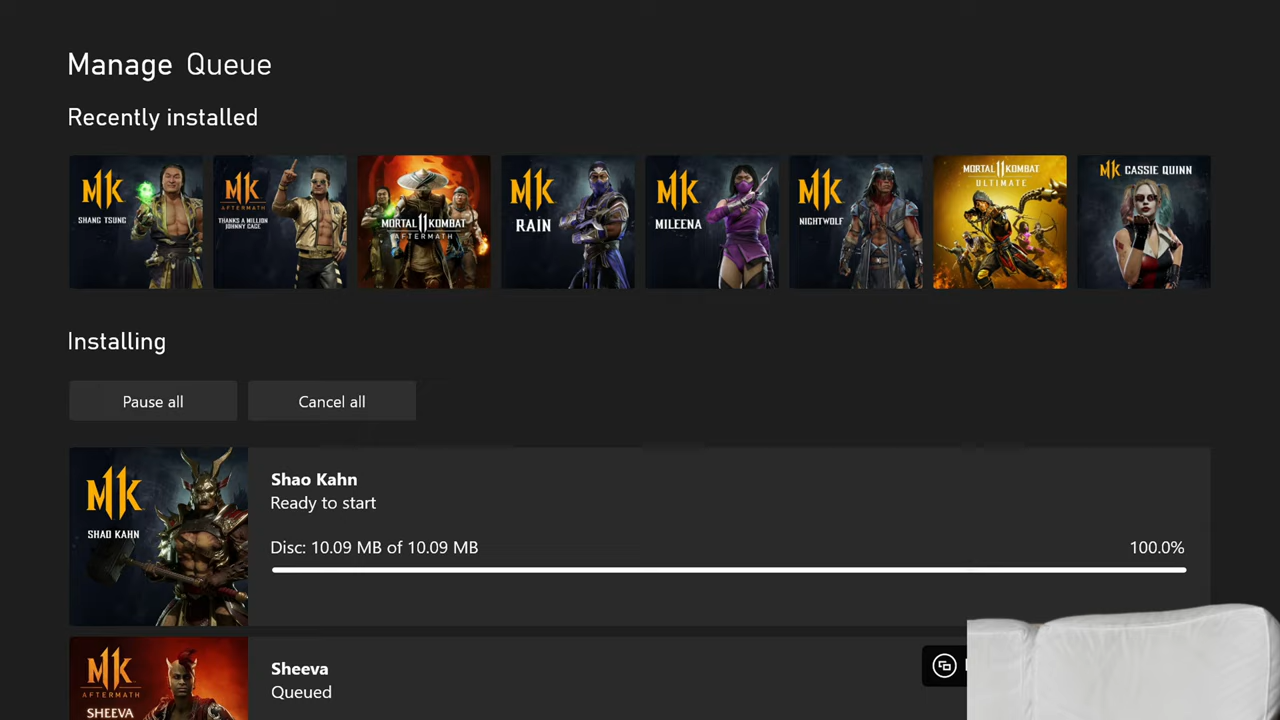 Manage Queue
Recently installed
MK
SHANG TSUNG
MK
AFTERMATH
THANKS A MILLION
JOHNNY CAGE
MORTAL 11 KOMBAT
AFTERMATH
MK
RAIN
MK
MILEENA
MK
NIGHTWOLF
MORTAL 11 KOMBAT
ULTIMATE
MK CASSIE QUINN
Installing
Pause all
Cancel all
MK
SHAO KAHN
Shao Kahn
Ready to start
Disc: 10.09 MB of 10.09 MB
100.0%
MK
AFTERMATH
SHEEVA
Sheeva
Queued